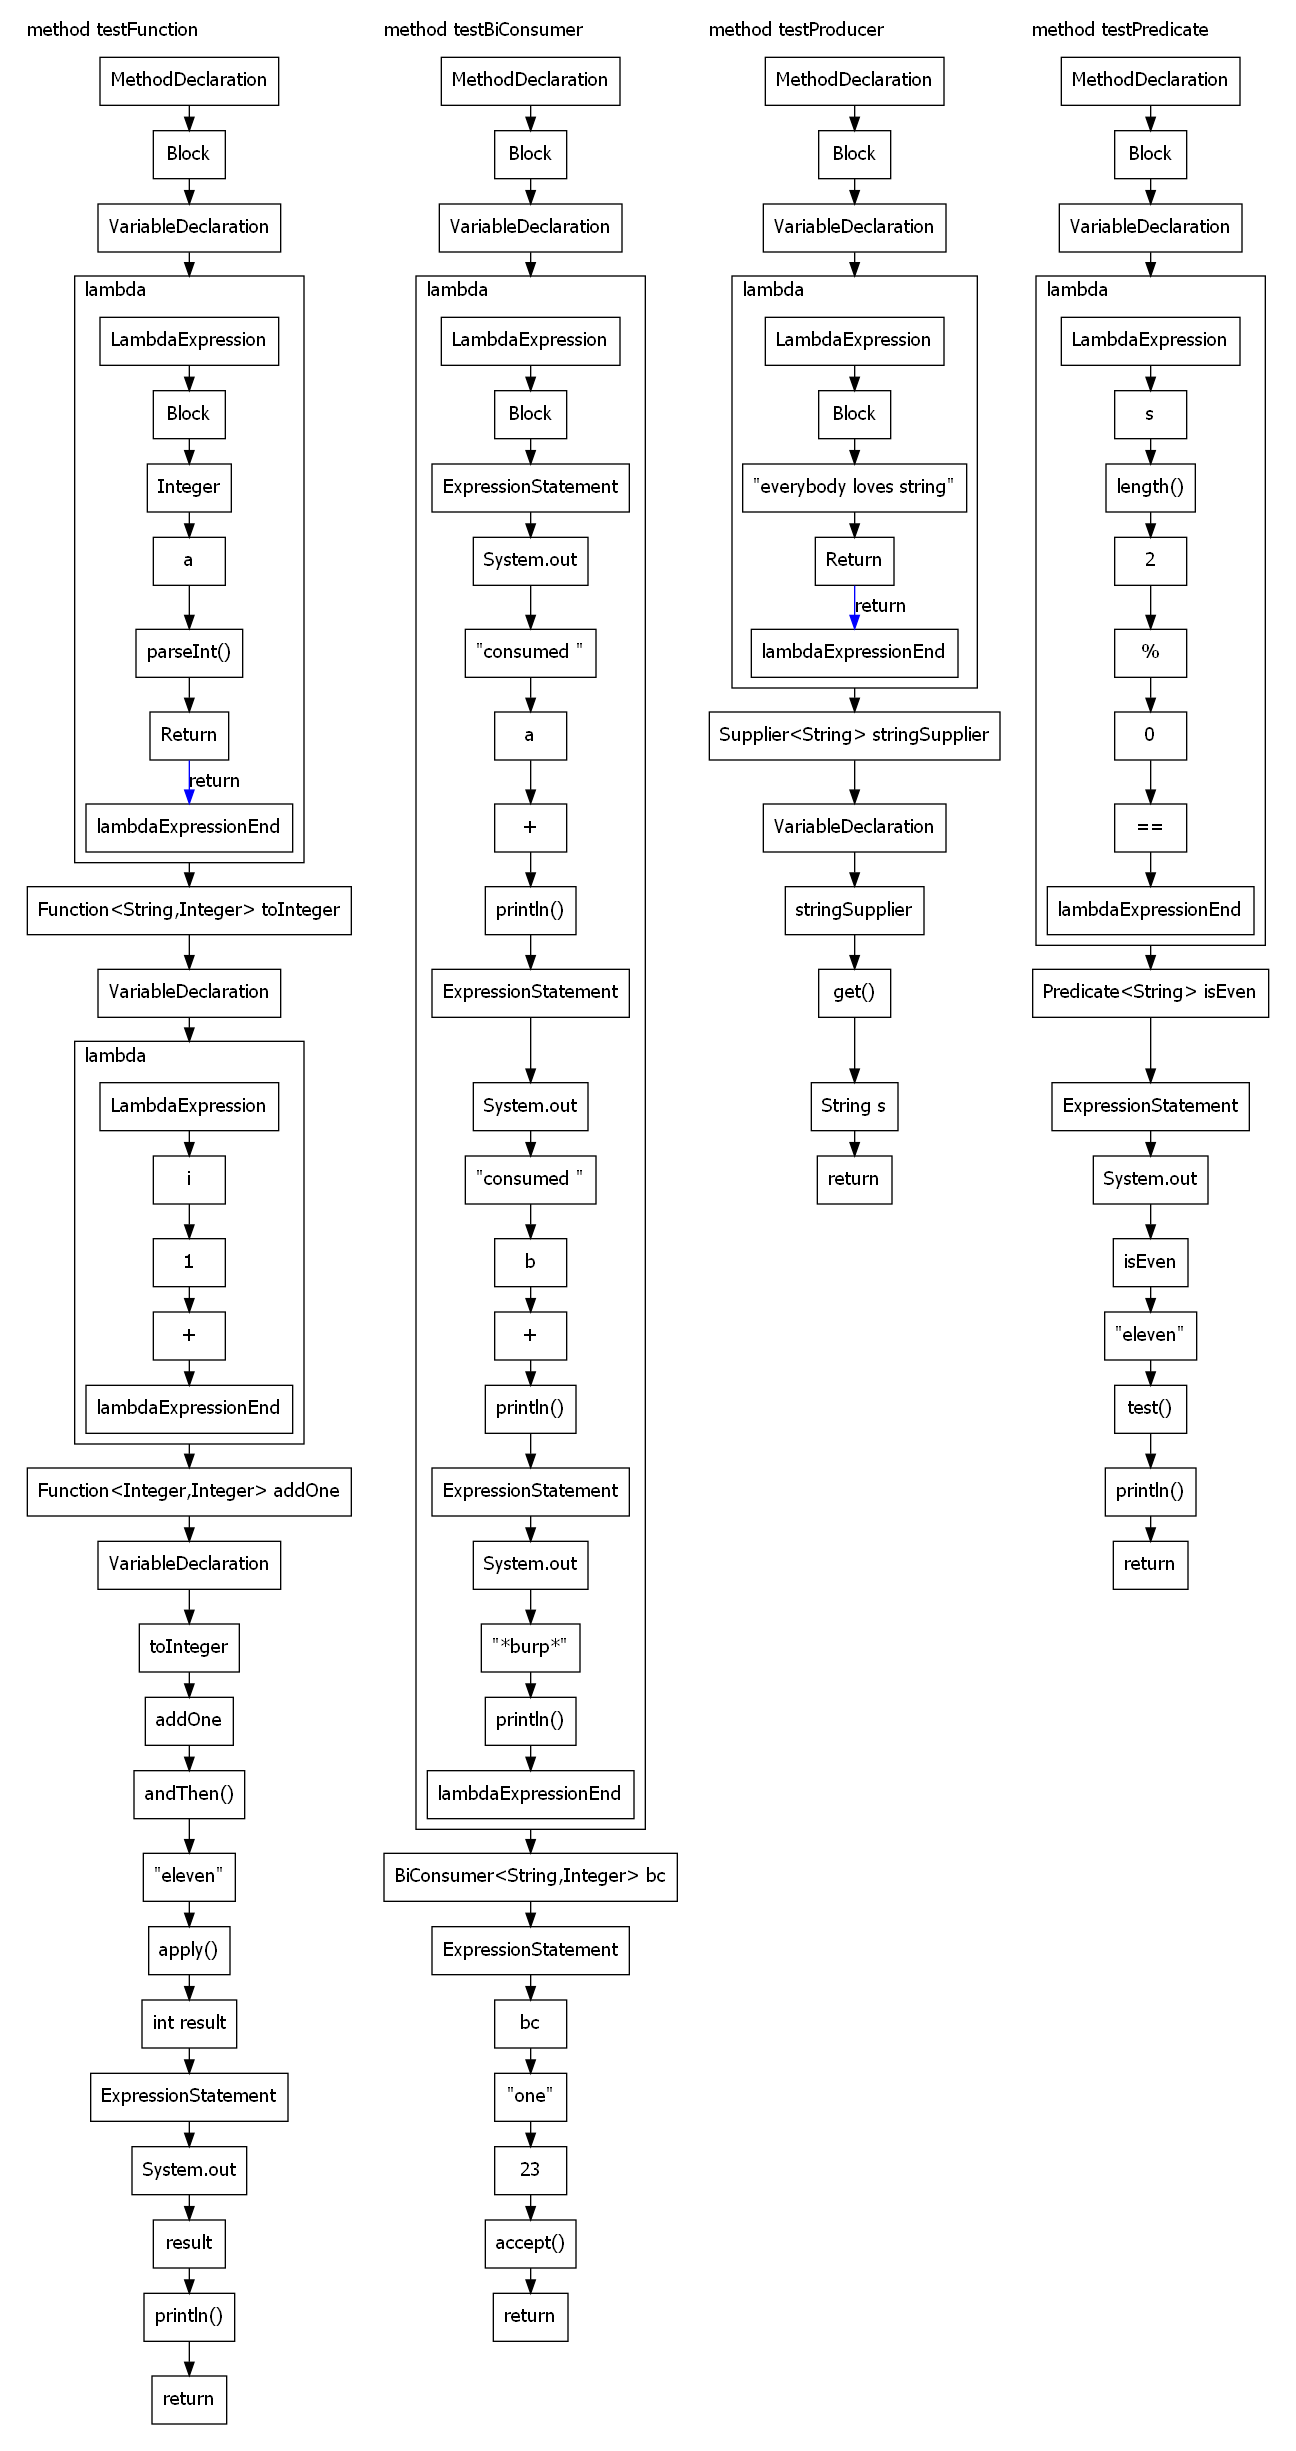 method testFunction
MethodDeclaration
Block
VariableDeclaration
lambda
LambdaExpression
Block
Integer
a
parseInt()
Return
return
lambdaExpressionEnd
Function<String,Integer> toInteger
VariableDeclaration
lambda
LambdaExpression
i
1
+
lambdaExpressionEnd
Function<Integer,Integer> addOne
VariableDeclaration
toInteger
addOne
andThen()
"eleven"
apply()
int result
ExpressionStatement
System.out
result
println()
return
method testBiConsumer
MethodDeclaration
Block
VariableDeclaration
lambda
LambdaExpression
Block
ExpressionStatement
System.out
"consumed "
a
+
println()
ExpressionStatement
System.out
"consumed "
b
+
println()
ExpressionStatement
System.out
"*burp*"
println()
lambdaExpressionEnd
BiConsumer<String,Integer> bc
ExpressionStatement
bc
"one"
23
accept()
return
method testProducer
MethodDeclaration
Block
VariableDeclaration
lambda
LambdaExpression
Block
"everybody loves string"
Return
return
lambdaExpressionEnd
Supplier<String> stringSupplier
VariableDeclaration
stringSupplier
get()
String s
return
method testPredicate
MethodDeclaration
Block
VariableDeclaration
lambda
LambdaExpression
s
length()
2
%
0
==
lambdaExpressionEnd
Predicate<String> isEven
ExpressionStatement
System.out
isEven
"eleven"
test()
println()
return